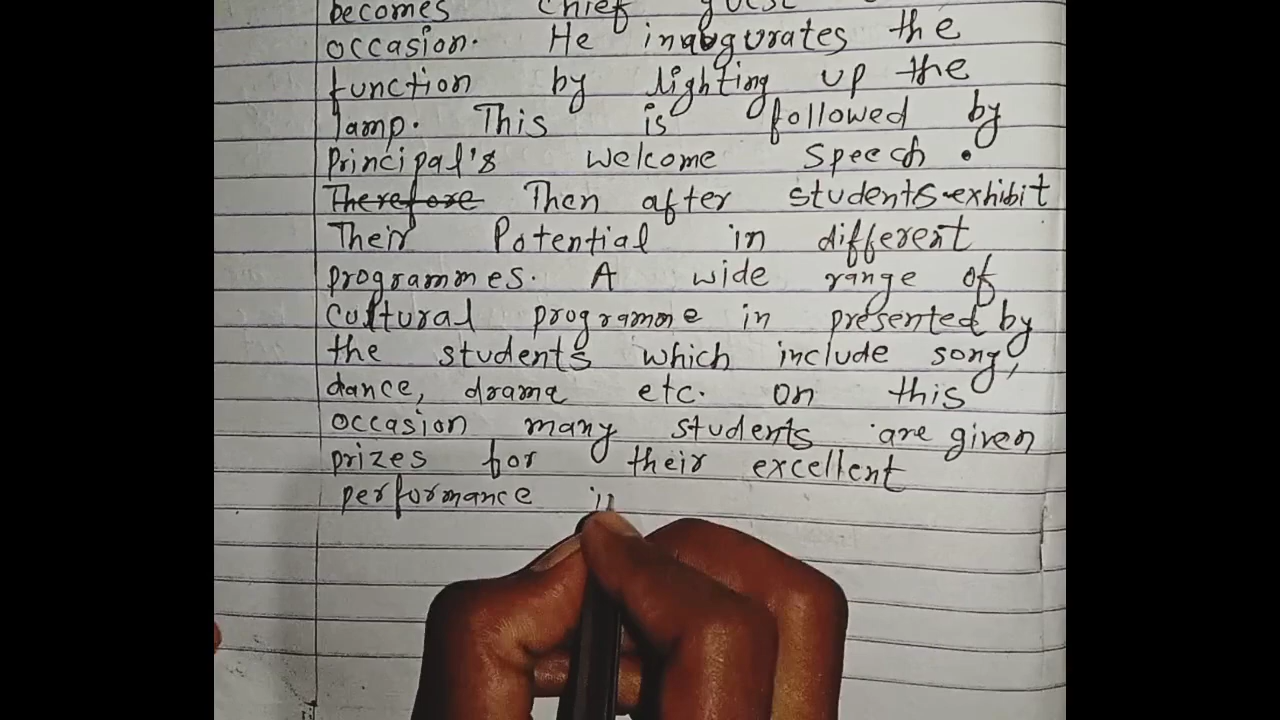 becomes chief guest
occasion. He inaugurates the
function by lighting up the
lamp. This is followed by
principal's welcome speech.
Therefore Then after students exhibit
Their Potential in different
programmes. A wide range of
cultural programme in presented by
the students which include song,
dance, drama etc. on this
occasion many students are given
prizes for their excellent
performance in